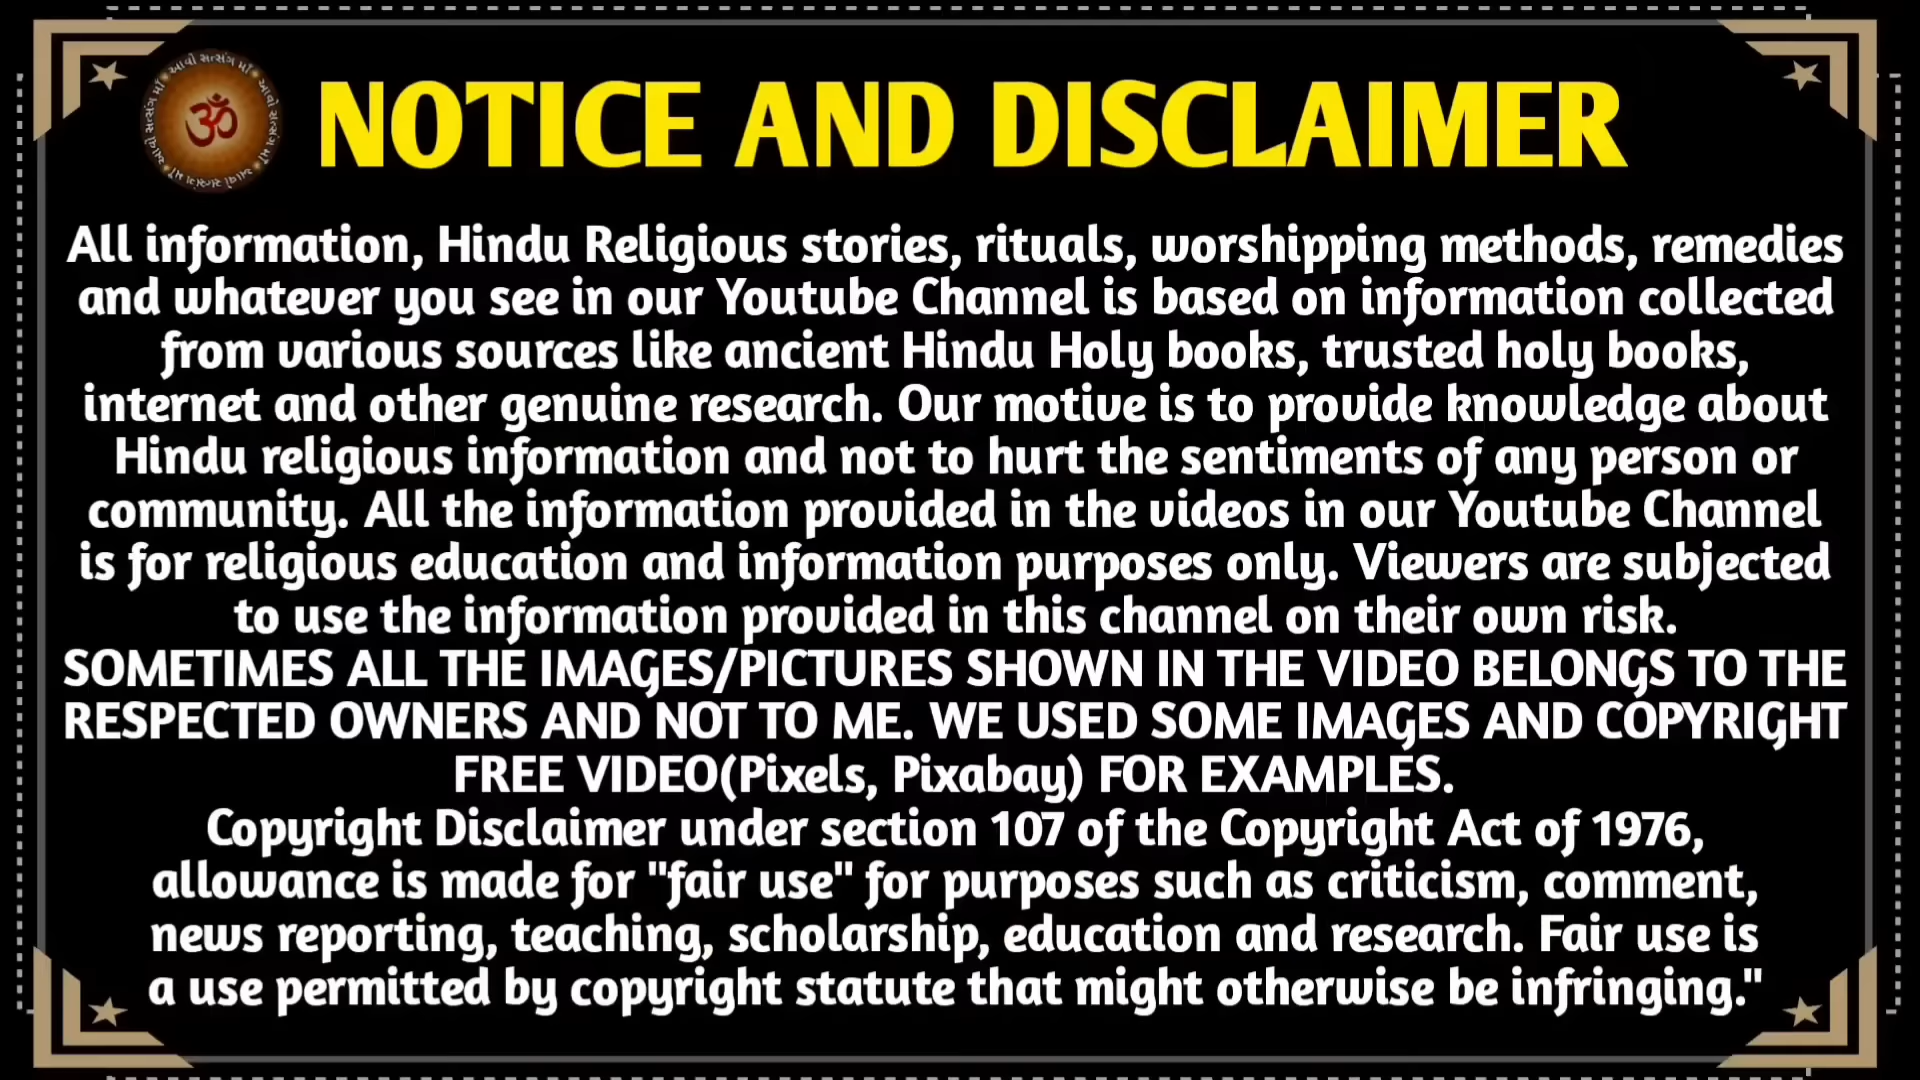 આવો સત્સંગ માઁ • આવો સત્સંગ માઁ • આવો સત્સંગ માઁ • આવો સત્સંગ માઁ
ॐ
NOTICE AND DISCLAIMER
All information, Hindu Religious stories, rituals, worshipping methods, remedies
and whatever you see in our Youtube Channel is based on information collected
from various sources like ancient Hindu Holy books, trusted holy books,
internet and other genuine research. Our motive is to provide knowledge about
Hindu religious information and not to hurt the sentiments of any person or
community. All the information provided in the videos in our Youtube Channel
is for religious education and information purposes only. Viewers are subjected
to use the information provided in this channel on their own risk.
SOMETIMES ALL THE IMAGES/PICTURES SHOWN IN THE VIDEO BELONGS TO THE
RESPECTED OWNERS AND NOT TO ME. WE USED SOME IMAGES AND COPYRIGHT
FREE VIDEO(Pixels, Pixabay) FOR EXAMPLES.
Copyright Disclaimer under section 107 of the Copyright Act of 1976,
allowance is made for "fair use" for purposes such as criticism, comment,
news reporting, teaching, scholarship, education and research. Fair use is
a use permitted by copyright statute that might otherwise be infringing."